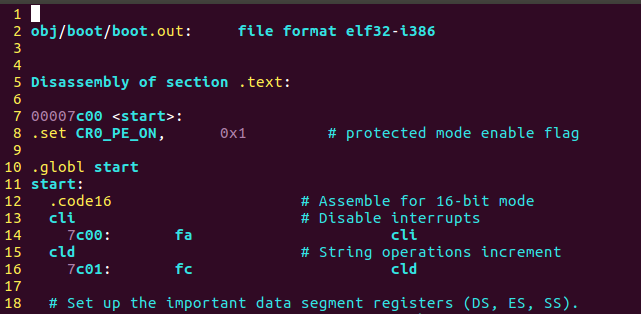 1
2 obj/boot/boot.out:     file format elf32-i386
3
4
5 Disassembly of section .text:
6
7 00007c00 <start>:
8 .set CR0_PE_ON,      0x1         # protected mode enable flag
9
10 .globl start
11 start:
12   .code16                     # Assemble for 16-bit mode
13   cli                         # Disable interrupts
14     7c00:       fa                      cli
15   cld                         # String operations increment
16     7c01:       fc                      cld
17
18   # Set up the important data segment registers (DS, ES, SS).